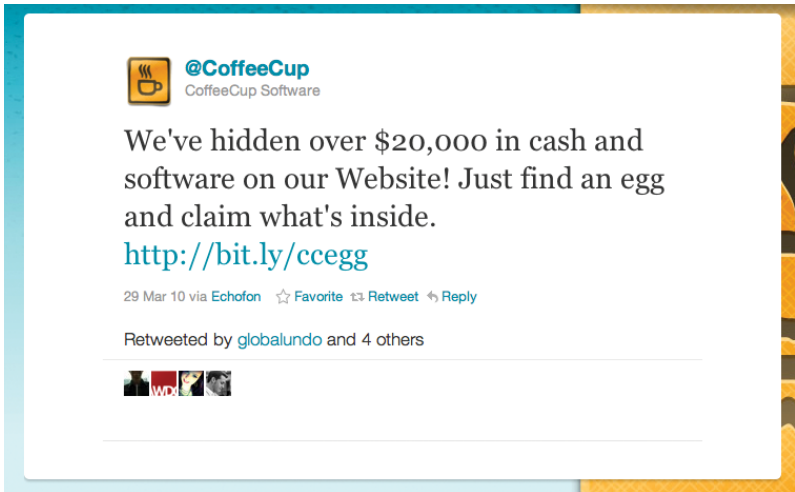 @CoffeeCup
CoffeeCup Software
We've hidden over $20,000 in cash and
software on our Website! Just find an egg
and claim what's inside.
http://bit.ly/ccegg
29 Mar 10 via Echofon Favorite Retweet Reply
Retweeted by globalundo and 4 others
WDC